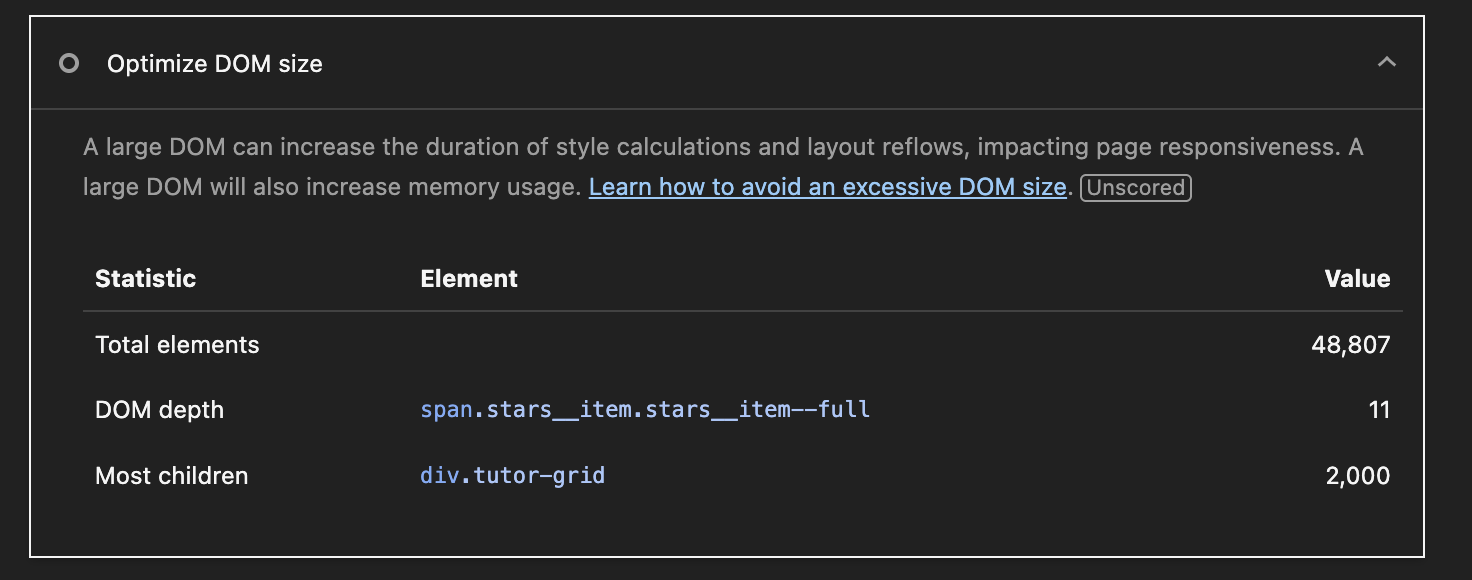 Optimize DOM size
A large DOM can increase the duration of style calculations and layout reflows, impacting page responsiveness. A
large DOM will also increase memory usage. Learn how to avoid an excessive DOM size. Unscored
Statistic Element Value
Total elements 48,807
DOM depth span.stars__item.stars__item--full 11
Most children div.tutor-grid 2,000